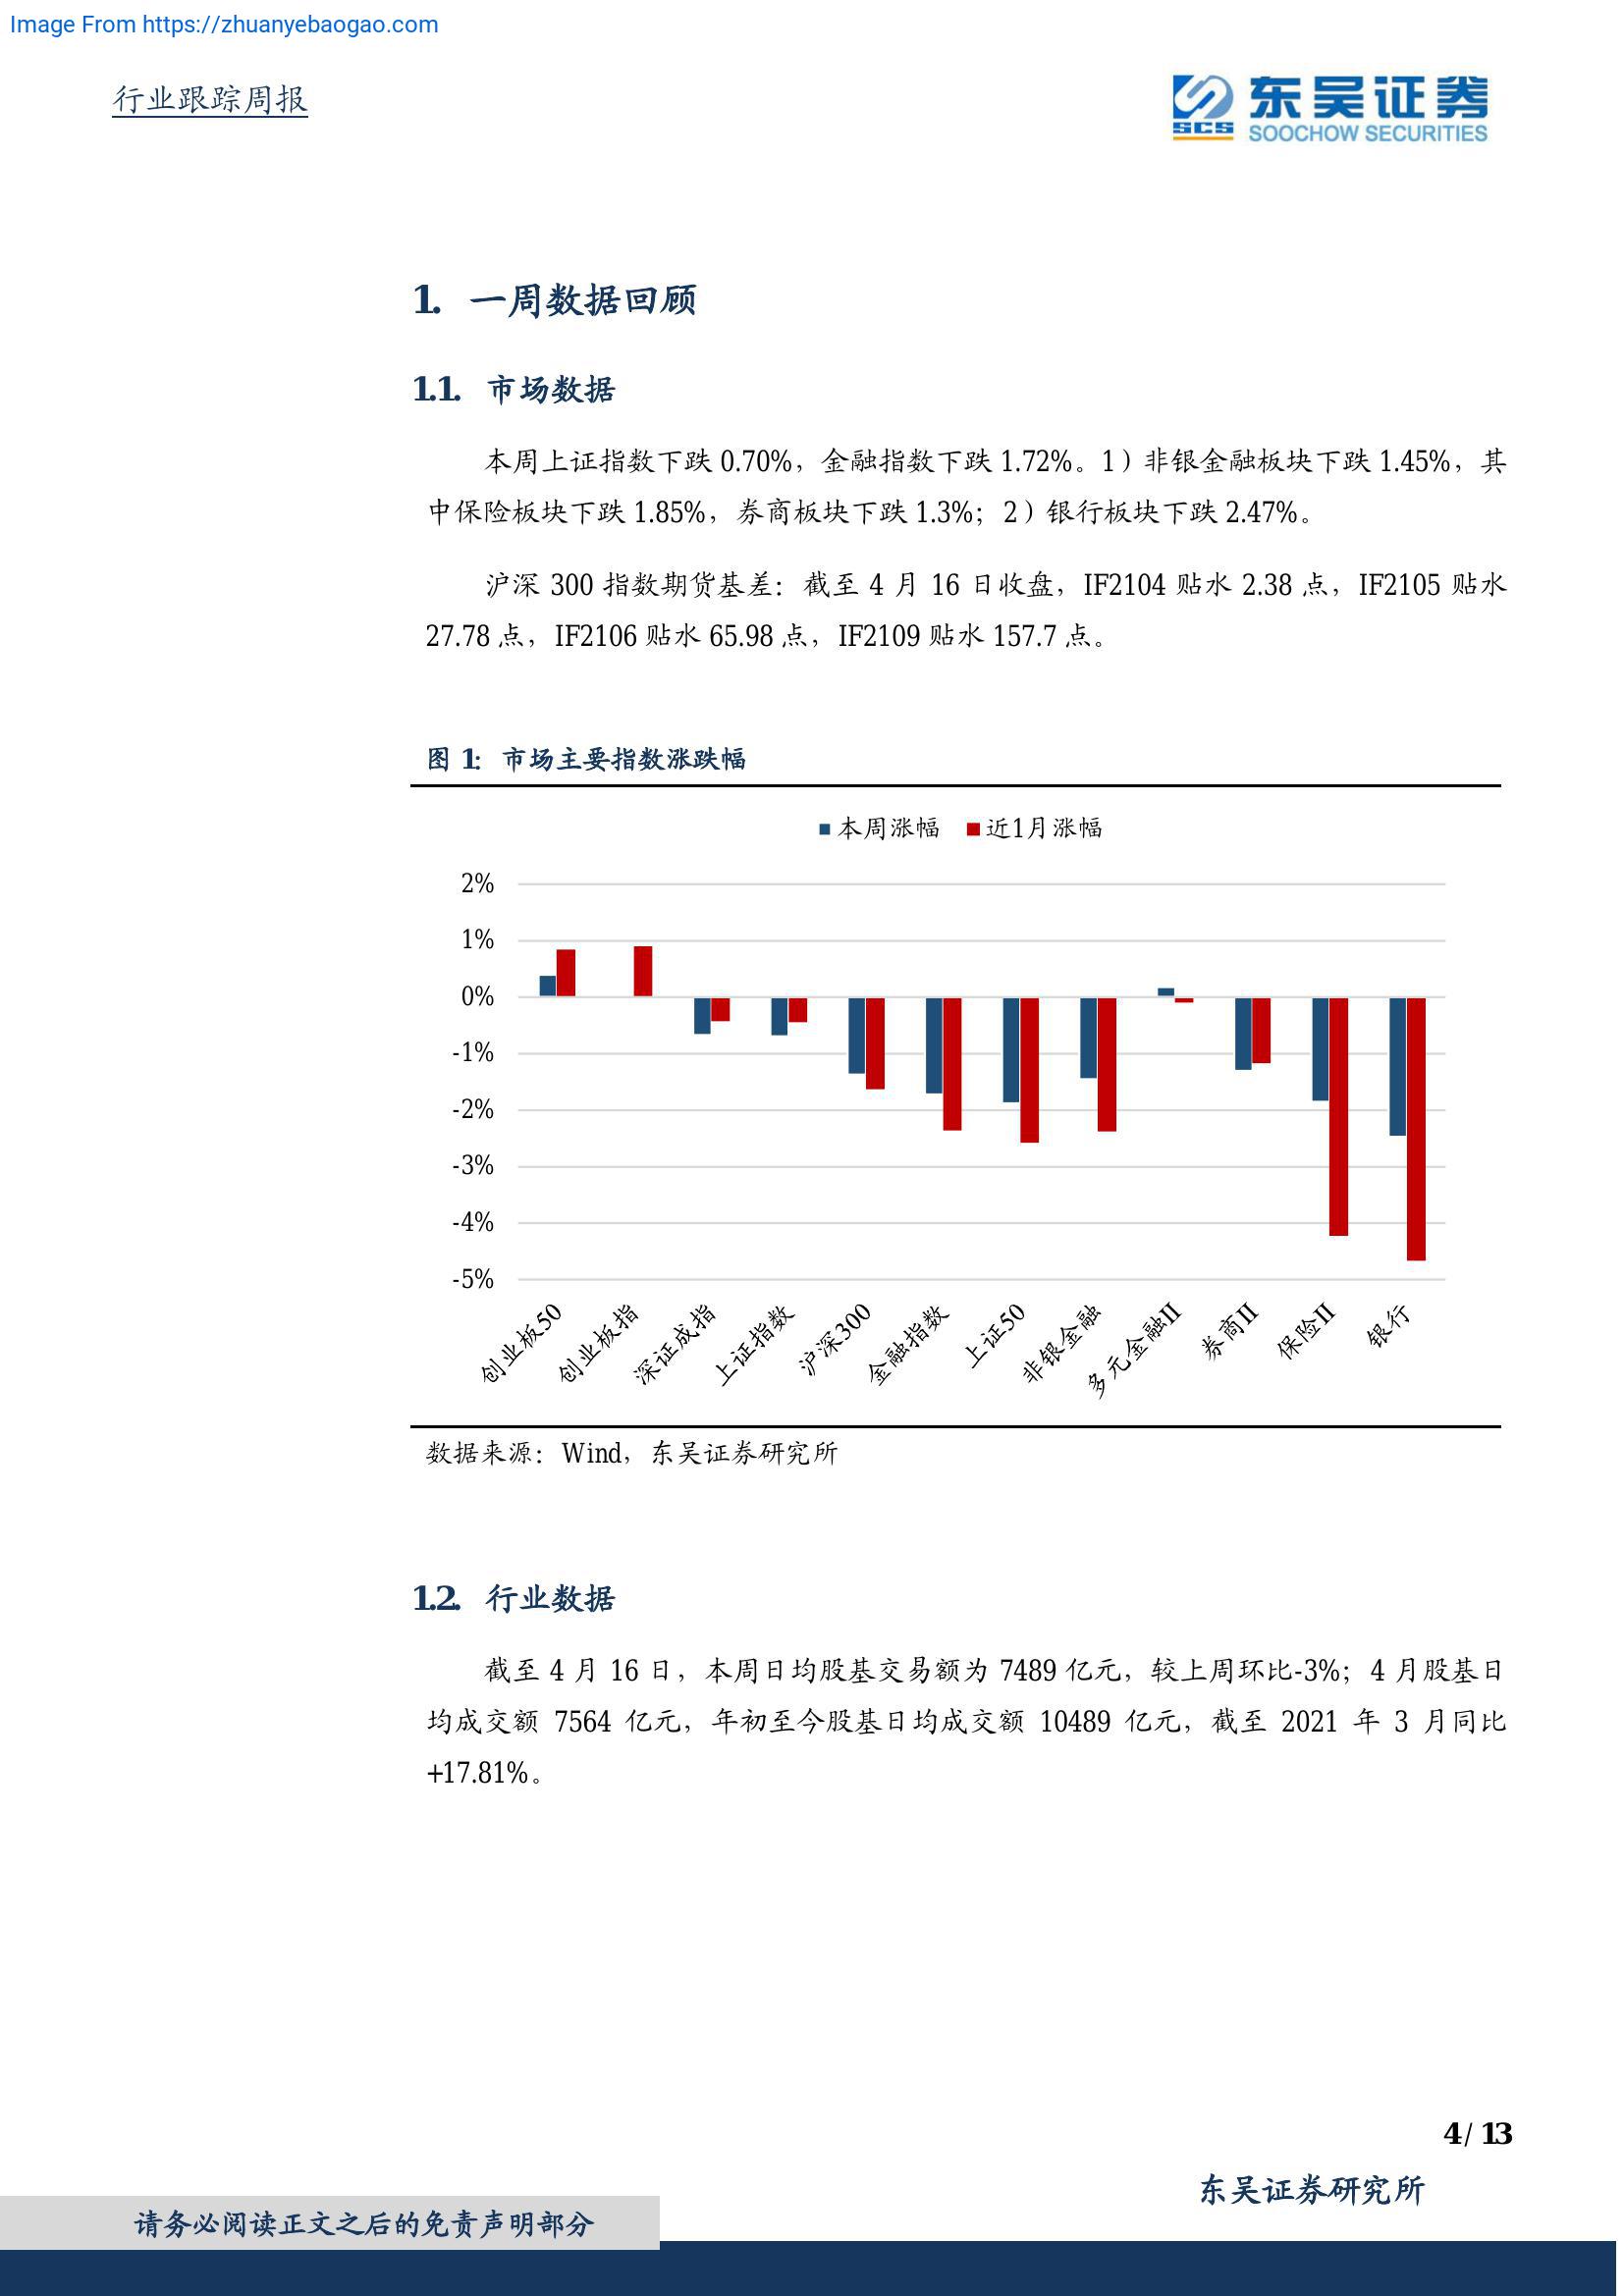 Image From https://zhuanyebaogao.com
行业跟踪周报
东吴证券
SCS
SOOCHOW SECURITIES
1. 一周数据回顾
1.1. 市场数据
本周上证指数下跌 0.70%，金融指数下跌 1.72%。1）非银金融板块下跌 1.45%，其
中保险板块下跌 1.85%，券商板块下跌 1.3%；2）银行板块下跌 2.47%。
沪深 300 指数期货基差：截至 4 月 16 日收盘，IF2104 贴水 2.38 点，IF2105 贴水
27.78 点，IF2106 贴水 65.98 点，IF2109 贴水 157.7 点。
图 1： 市场主要指数涨跌幅
本周涨幅 近1月涨幅
2%
1%
0%
-1%
-2%
-3%
-4%
-5%
创业板50
创业板指
深证成指
上证指数
沪深300
金融指数
上证50
非银金融
多元金融II
券商II
保险II
银行
数据来源：Wind，东吴证券研究所
1.2. 行业数据
截至 4 月 16 日，本周日均股基交易额为 7489 亿元，较上周环比-3%；4 月股基日
均成交额 7564 亿元，年初至今股基日均成交额 10489 亿元，截至 2021 年 3 月同比
+17.81%。
4 / 13
东吴证券研究所
请务必阅读正文之后的免责声明部分